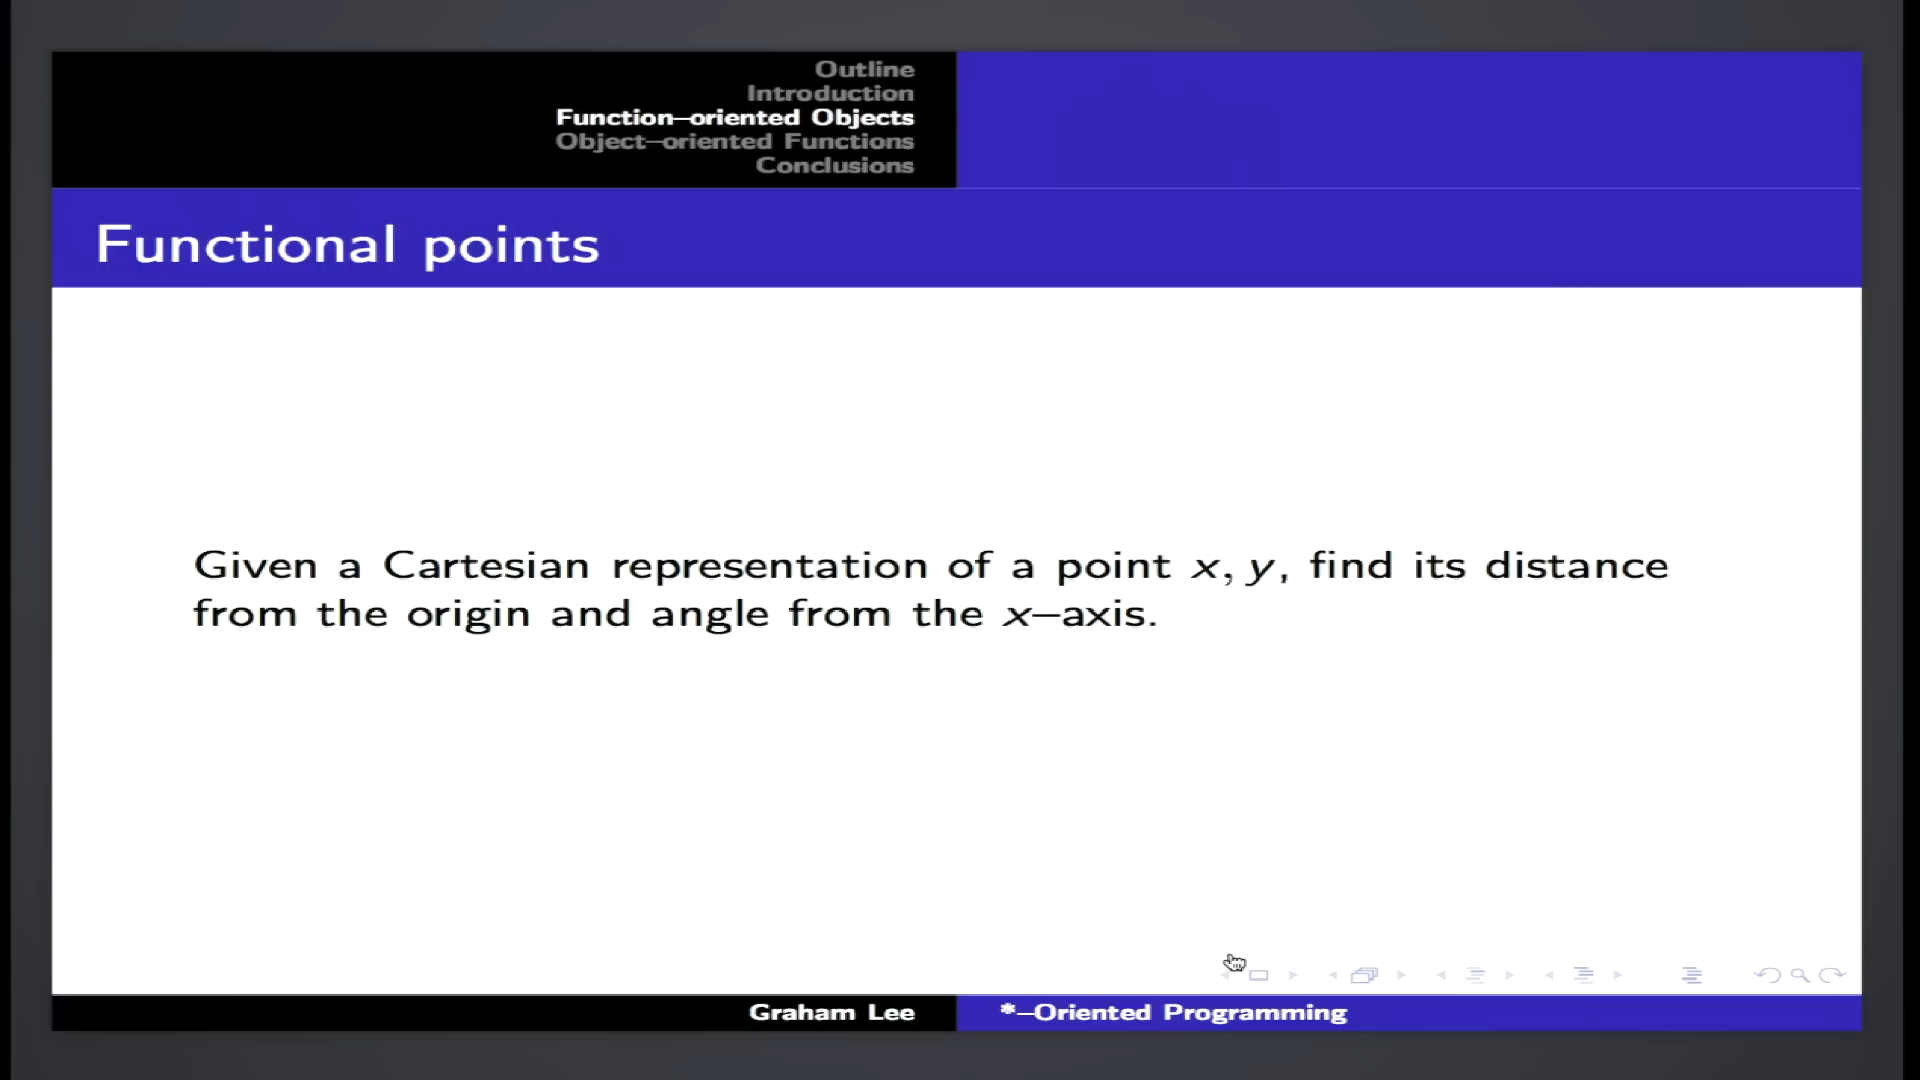 Outline
Introduction
Function–oriented Objects
Object–oriented Functions
Conclusions
Functional points
Given a Cartesian representation of a point x, y, find its distance
from the origin and angle from the x–axis.
Graham Lee
*–Oriented Programming